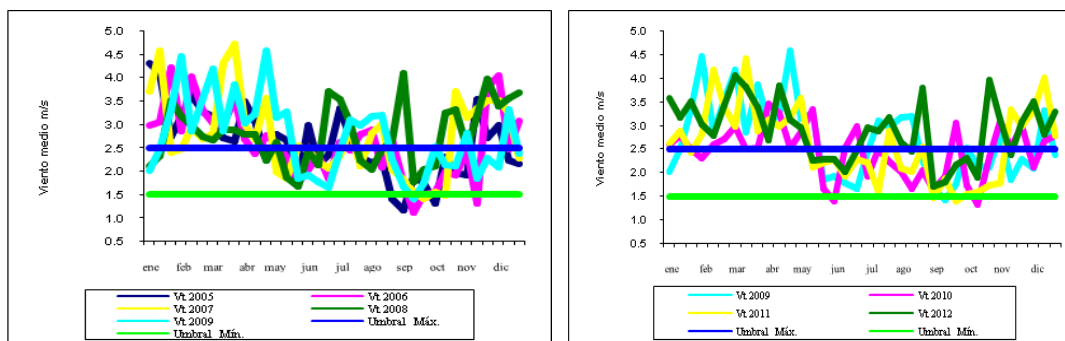 Viento medio m/s
5.0
4.5
4.0
3.5
3.0
2.5
2.0
1.5
1.0
0.5
ene feb mar abr may jun jul ago sep oct nov dic
Vt 2005 Vt 2006
Vt 2007 Vt 2008
Vt 2009 Umbral Máx.
Umbral Mín.
Viento medio m/s
5.0
4.5
4.0
3.5
3.0
2.5
2.0
1.5
1.0
0.5
ene feb mar abr may jun jul ago sep oct nov dic
Vt 2009 Vt 2010
Vt 2011 Vt 2012
Umbral Máx. Umbral Mín.